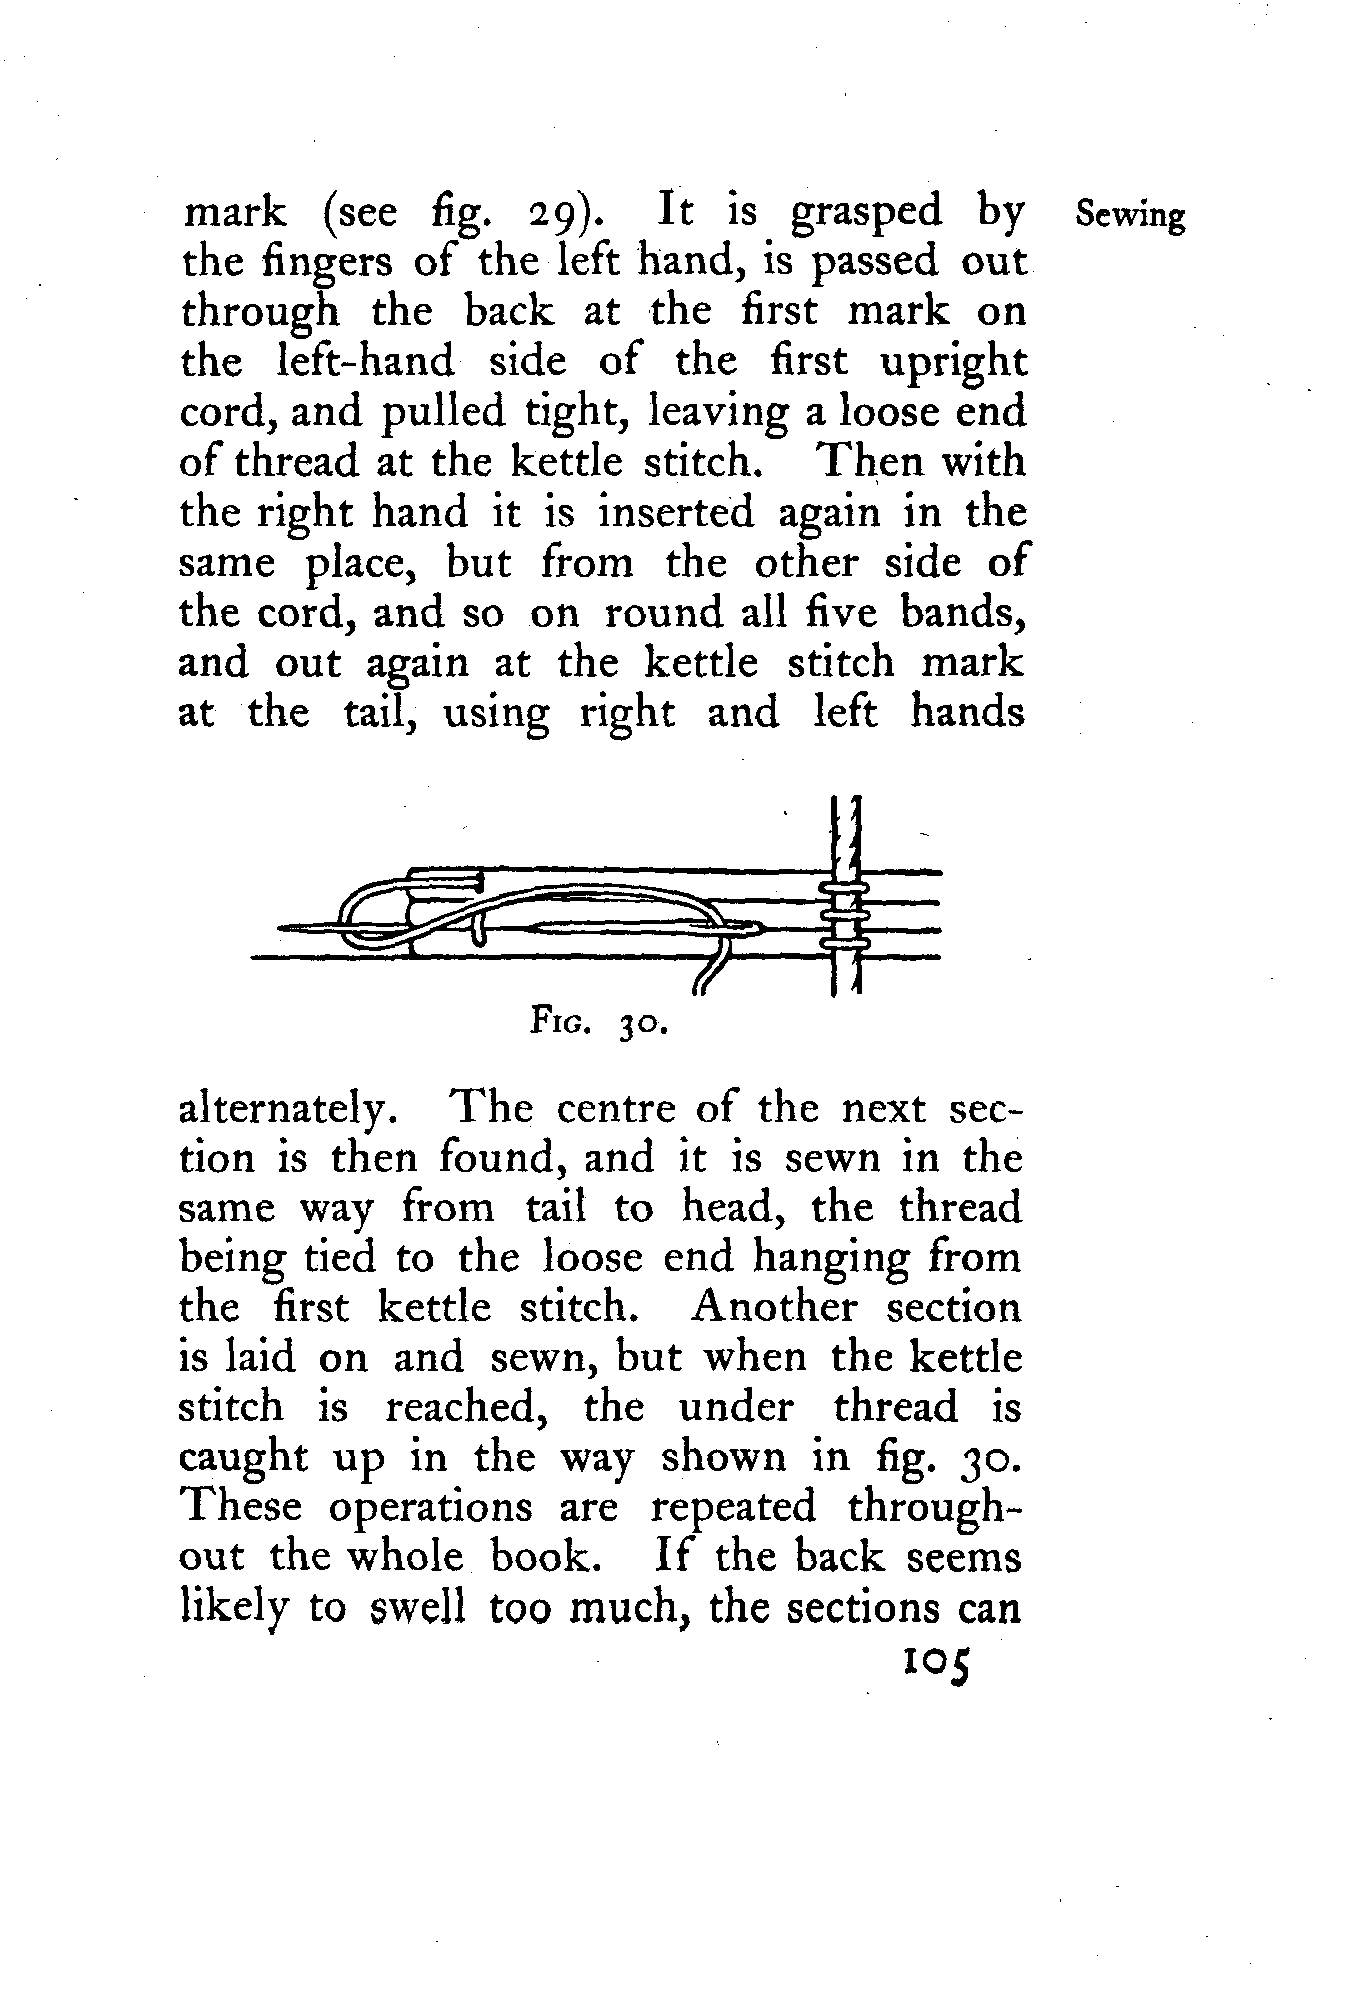 mark (see fig. 29). It is grasped by
Sewing
the fingers of the left hand, is passed out
through the back at the first mark on
the left-hand side of the first upright
cord, and pulled tight, leaving a loose end
of thread at the kettle stitch. Then with
the right hand it is inserted again in the
same place, but from the other side of
the cord, and so on round all five bands,
and out again at the kettle stitch mark
at the tail, using right and left hands
Fig. 30.
alternately. The centre of the next sec-
tion is then found, and it is sewn in the
same way from tail to head, the thread
being tied to the loose end hanging from
the first kettle stitch. Another section
is laid on and sewn, but when the kettle
stitch is reached, the under thread is
caught up in the way shown in fig. 30.
These operations are repeated through-
out the whole book. If the back seems
likely to swell too much, the sections can
105